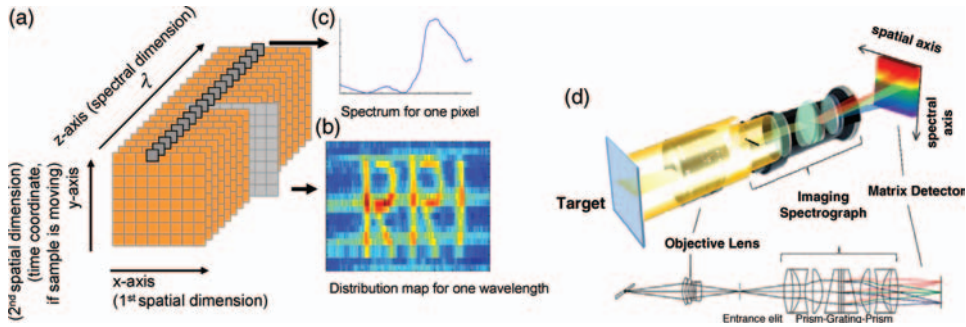 (a)
z-axis (spectral dimension)
λ
(2nd spatial dimension)
(time coordinate,
if sample is moving)
y-axis
x-axis
(1st spatial dimension)
(c)
Spectrum for one pixel
(b)
RRI
Distribution map for one wavelength
(d)
spatial axis
spectral
axis
Target
Imaging
Spectrograph
Matrix Detector
Objective Lens
Entrance elit
Prism-Grating-Prism